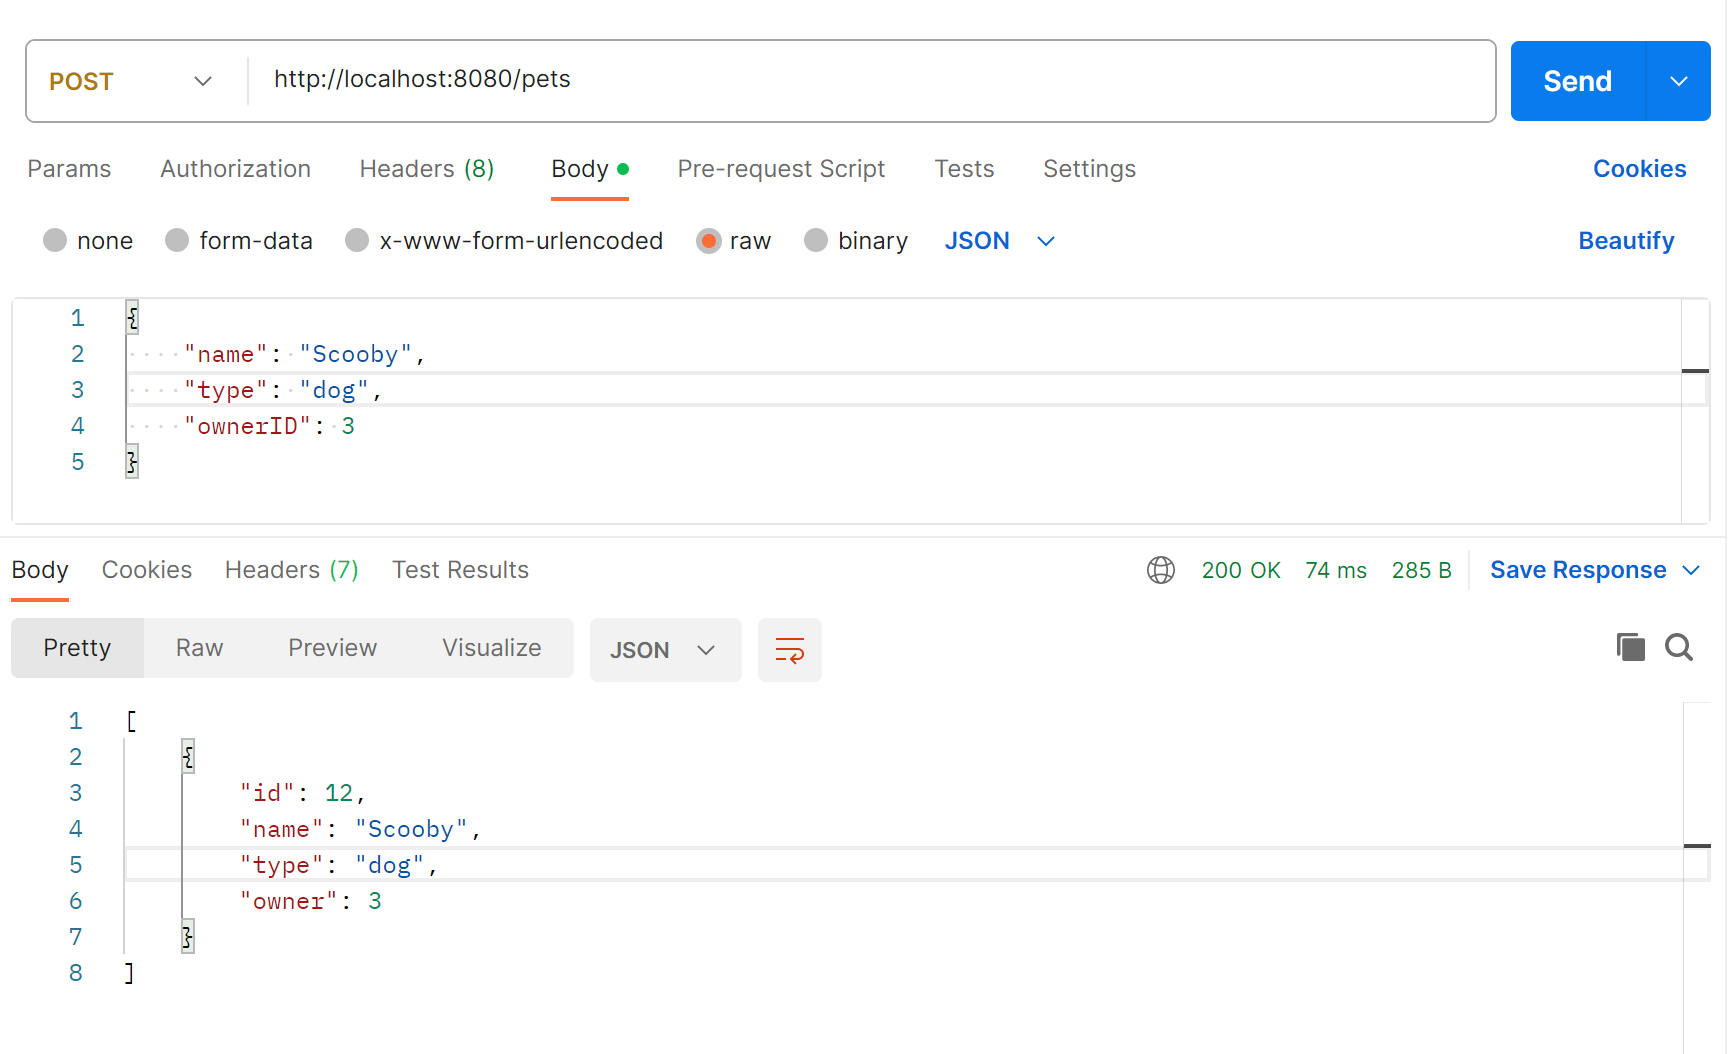 POST http://localhost:8080/pets Send
Params Authorization Headers (8) Body Pre-request Script Tests Settings Cookies
none form-data x-www-form-urlencoded raw binary JSON Beautify
1 {
2 "name": "Scooby",
3 "type": "dog",
4 "ownerID": 3
5 }
Body Cookies Headers (7) Test Results 200 OK 74 ms 285 B Save Response
Pretty Raw Preview Visualize JSON
1 [
2 {
3 "id": 12,
4 "name": "Scooby",
5 "type": "dog",
6 "owner": 3
7 }
8 ]